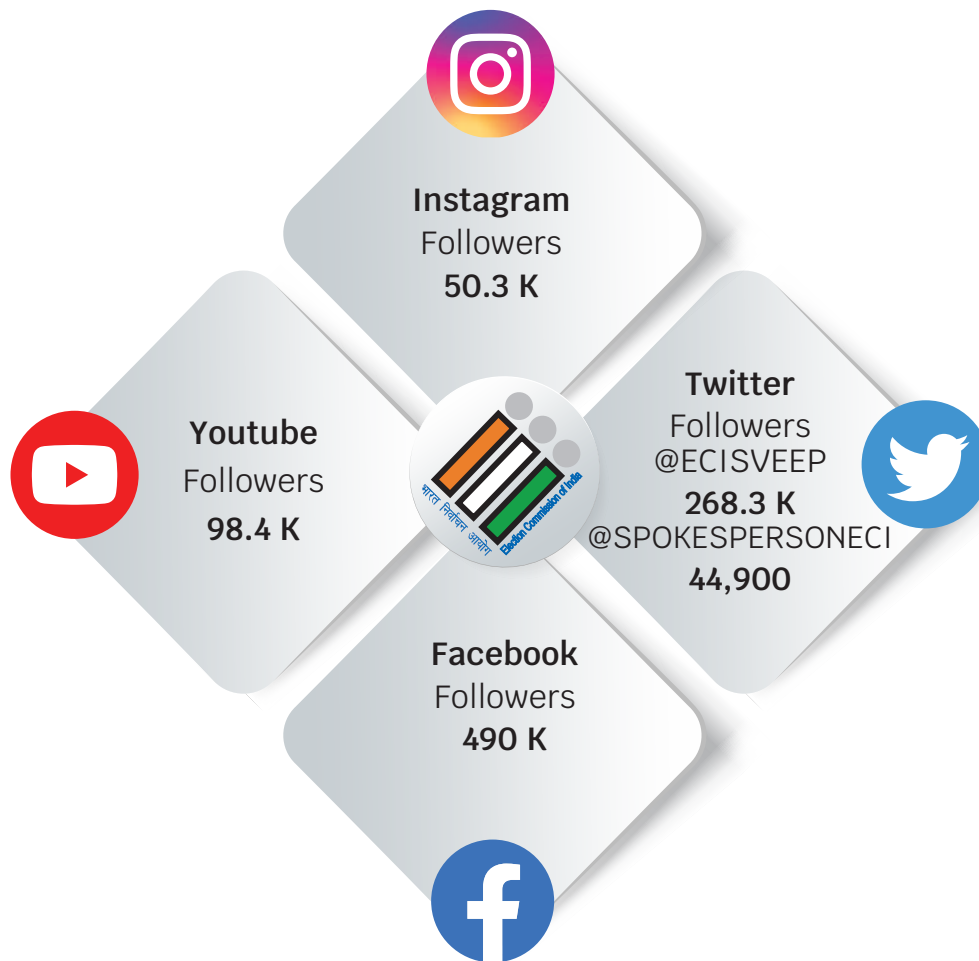 Instagram
Followers
50.3 K
Youtube
Followers
98.4 K
भारत निर्वाचन आयोग
Election Commission of India
Twitter
Followers
@ECISVEEP
268.3 K
@SPOKESPERSONECI
44,900
Facebook
Followers
490 K